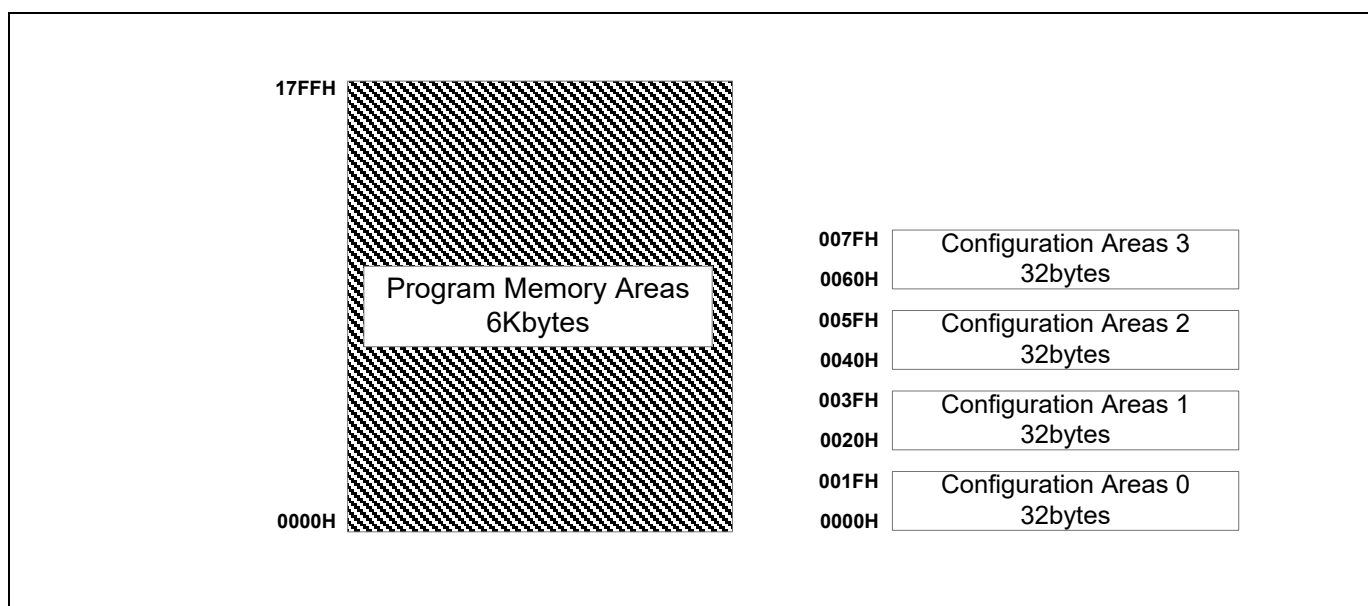 17FFH
Program Memory Areas
6Kbytes
0000H
007FH
Configuration Areas 3
32bytes
0060H
005FH
Configuration Areas 2
32bytes
0040H
003FH
Configuration Areas 1
32bytes
0020H
001FH
Configuration Areas 0
32bytes
0000H